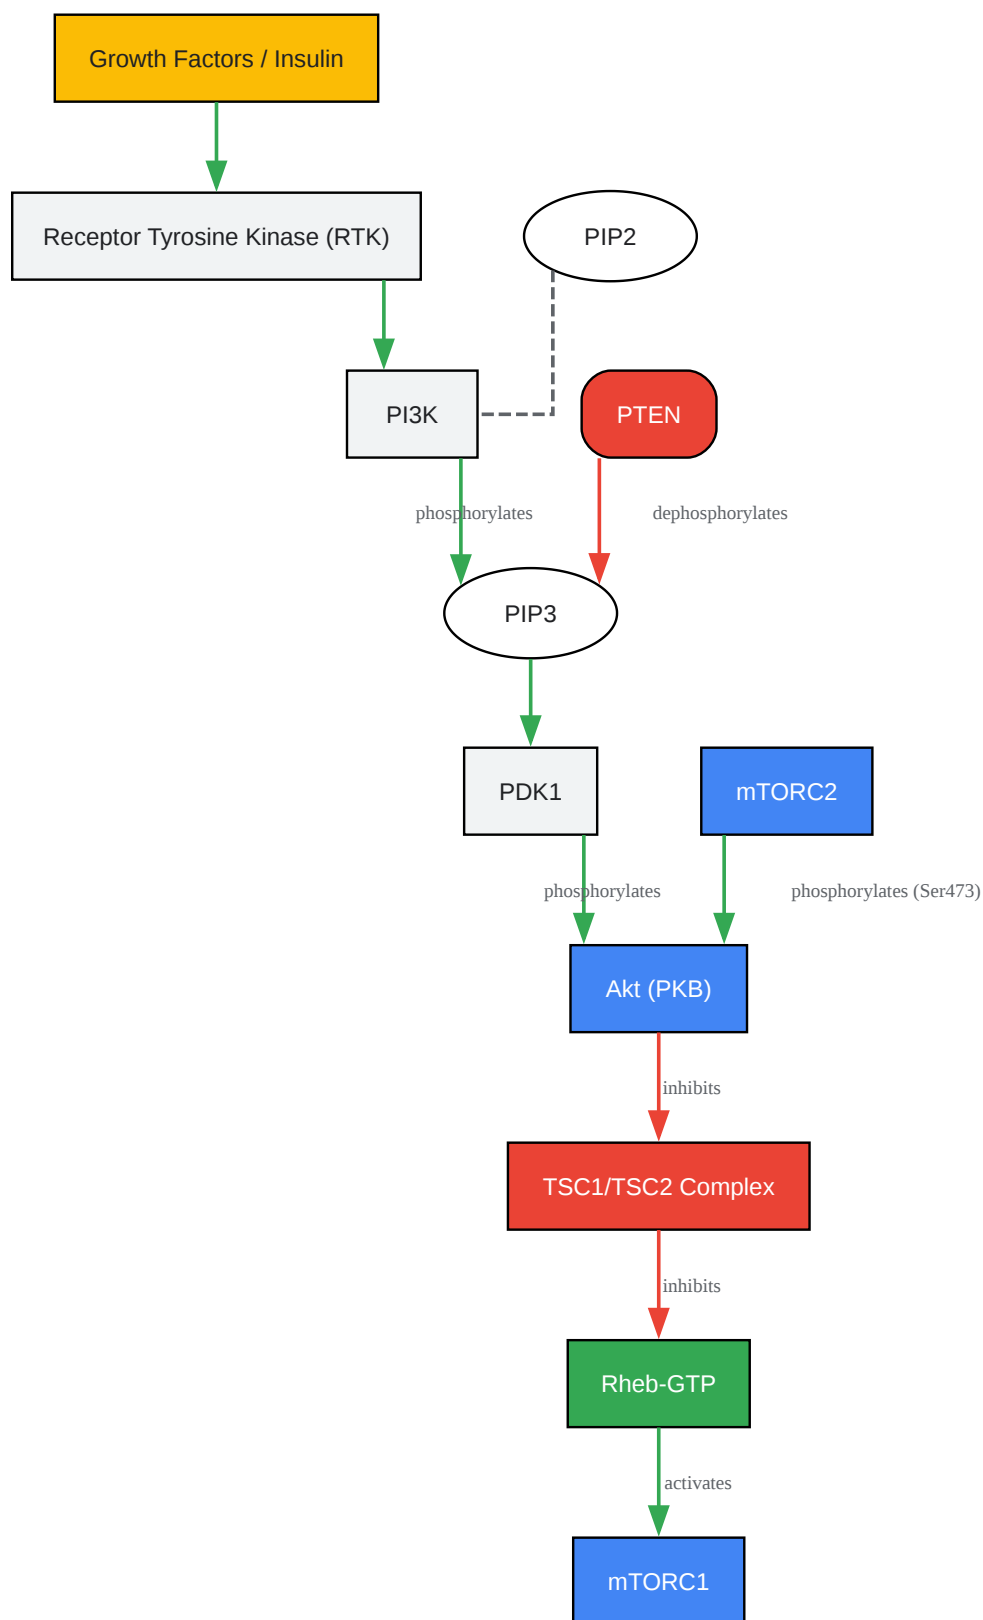 Growth Factors / Insulin
Receptor Tyrosine Kinase (RTK)
PIP2
PI3K
PTEN
phosphorylates
dephosphorylates
PIP3
PDK1
mTORC2
phosphorylates
phosphorylates (Ser473)
Akt (PKB)
inhibits
TSC1/TSC2 Complex
inhibits
Rheb-GTP
activates
mTORC1